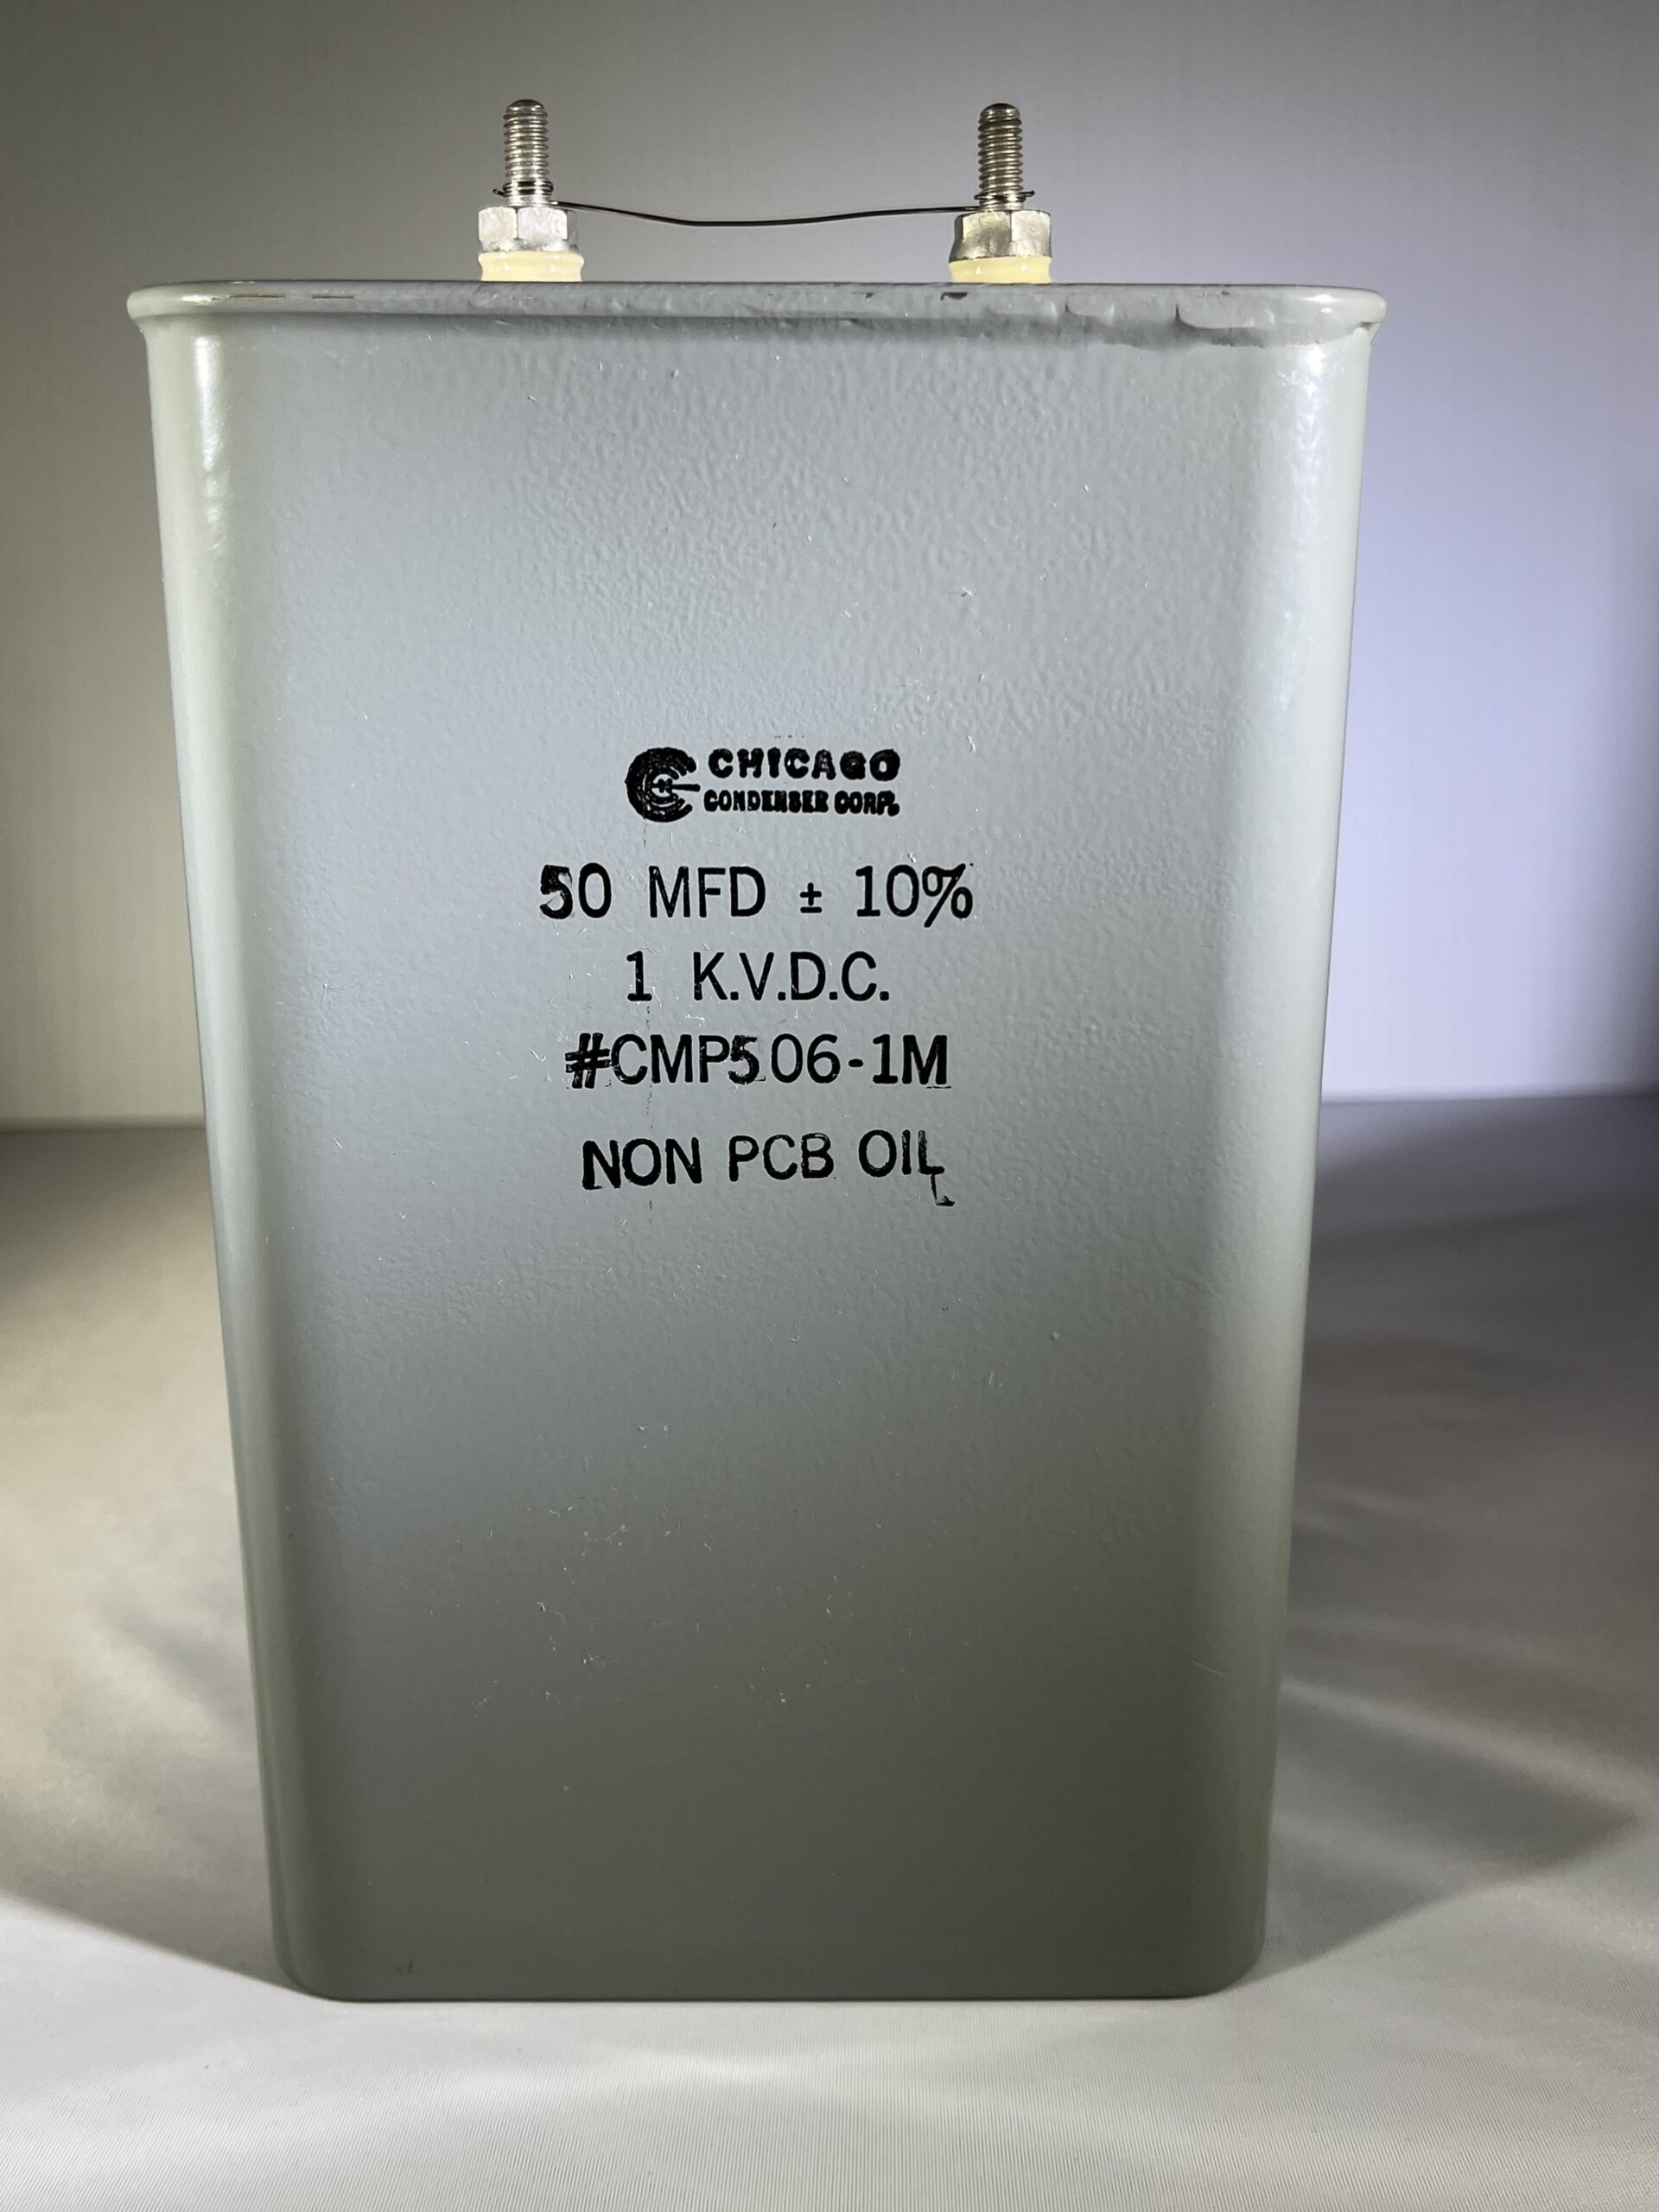 CHICAGO
CONDENSER CORP.
50 MFD ± 10%
1 K.V.D.C.
#CMP506-1M
NON PCB OIL